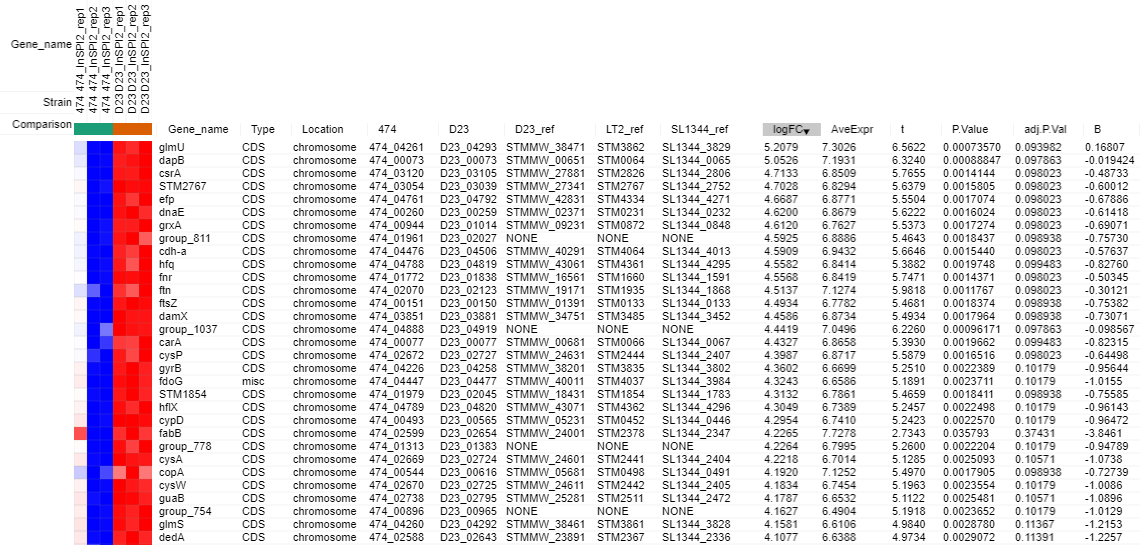 474 474_InSPI2_rep1
474 474_InSPI2_rep2
474 474_InSPI2_rep3
D23 D23_InSPI2_rep1
D23 D23_InSPI2_rep2
D23 D23_InSPI2_rep3
Gene_name
Strain
Comparison
Gene_name Type Location 474 D23 D23_ref LT2_ref SL1344_ref logFC▼ AveExpr t P.Value adj.P.Val B
glmU CDS chromosome 474_04261 D23_04293 STMMW_38471 STM3862 SL1344_3829 5.2079 7.3026 6.5622 0.00073570 0.093982 0.16807
dapB CDS chromosome 474_00073 D23_00073 STMMW_00651 STM0064 SL1344_0065 5.0526 7.1931 6.3240 0.00088847 0.097863 -0.019424
csrA CDS chromosome 474_03120 D23_03105 STMMW_27881 STM2826 SL1344_2806 4.7133 6.8509 5.7655 0.0014144 0.098023 -0.48733
STM2767 CDS chromosome 474_03054 D23_03039 STMMW_27341 STM2767 SL1344_2752 4.7028 6.8294 5.6379 0.0015805 0.098023 -0.60012
efp CDS chromosome 474_04761 D23_04792 STMMW_42831 STM4334 SL1344_4271 4.6687 6.8771 5.5504 0.0017074 0.098023 -0.67886
dnaE CDS chromosome 474_00260 D23_00259 STMMW_02371 STM0231 SL1344_0232 4.6200 6.8679 5.6222 0.0016024 0.098023 -0.61418
grxA CDS chromosome 474_00944 D23_01014 STMMW_09231 STM0872 SL1344_0848 4.6120 6.7627 5.5373 0.0017274 0.098023 -0.69071
group_811 CDS chromosome 474_01961 D23_02027 NONE NONE NONE 4.5925 6.8886 5.4643 0.0018437 0.098938 -0.75730
cdh-a CDS chromosome 474_04476 D23_04506 STMMW_40291 STM4064 SL1344_4013 4.5909 6.9432 5.6646 0.0015440 0.098023 -0.57637
hfq CDS chromosome 474_04788 D23_04819 STMMW_43061 STM4361 SL1344_4295 4.5582 6.8414 5.3882 0.0019748 0.099483 -0.82760
fnr CDS chromosome 474_01772 D23_01838 STMMW_16561 STM1660 SL1344_1591 4.5568 6.8419 5.7471 0.0014371 0.098023 -0.50345
ftn CDS chromosome 474_02070 D23_02123 STMMW_19171 STM1935 SL1344_1868 4.5137 7.1274 5.9818 0.0011767 0.098023 -0.30121
ftsZ CDS chromosome 474_00151 D23_00150 STMMW_01391 STM0133 SL1344_0133 4.4934 6.7782 5.4681 0.0018374 0.098938 -0.75382
damX CDS chromosome 474_03851 D23_03881 STMMW_34751 STM3485 SL1344_3452 4.4586 6.8734 5.4934 0.0017964 0.098938 -0.73071
group_1037 CDS chromosome 474_04888 D23_04919 NONE NONE NONE 4.4419 7.0496 6.2260 0.00096171 0.097863 -0.098567
carA CDS chromosome 474_00077 D23_00077 STMMW_00681 STM0066 SL1344_0067 4.4327 6.8658 5.3930 0.0019662 0.099483 -0.82315
cysP CDS chromosome 474_02672 D23_02727 STMMW_24631 STM2444 SL1344_2407 4.3987 6.8717 5.5879 0.0016516 0.098023 -0.64498
gyrB CDS chromosome 474_04226 D23_04258 STMMW_38201 STM3835 SL1344_3802 4.3602 6.6699 5.2510 0.0022389 0.10179 -0.95644
fdoG misc chromosome 474_04447 D23_04477 STMMW_40011 STM4037 SL1344_3984 4.3243 6.6586 5.1891 0.0023711 0.10179 -1.0155
STM1854 CDS chromosome 474_01979 D23_02045 STMMW_18431 STM1854 SL1344_1783 4.3132 6.7861 5.4659 0.0018411 0.098938 -0.75585
hflX CDS chromosome 474_04789 D23_04820 STMMW_43071 STM4362 SL1344_4296 4.3049 6.7389 5.2457 0.0022498 0.10179 -0.96143
cypD CDS chromosome 474_00493 D23_00565 STMMW_05231 STM0452 SL1344_0446 4.2954 6.7410 5.2423 0.0022570 0.10179 -0.96472
fabB CDS chromosome 474_02599 D23_02654 STMMW_24001 STM2378 SL1344_2347 4.2265 7.7278 2.7343 0.035793 0.37431 -3.8461
group_778 CDS chromosome 474_01313 D23_01383 NONE NONE NONE 4.2264 6.7995 5.2600 0.0022204 0.10179 -0.94789
cysA CDS chromosome 474_02669 D23_02724 STMMW_24601 STM2441 SL1344_2404 4.2218 6.7014 5.1285 0.0025093 0.10571 -1.0738
copA CDS chromosome 474_00544 D23_00616 STMMW_05681 STM0498 SL1344_0491 4.1920 7.1252 5.4970 0.0017905 0.098938 -0.72739
cysW CDS chromosome 474_02670 D23_02725 STMMW_24611 STM2442 SL1344_2405 4.1834 6.7454 5.1963 0.0023554 0.10179 -1.0086
guaB CDS chromosome 474_02738 D23_02795 STMMW_25281 STM2511 SL1344_2472 4.1787 6.6532 5.1122 0.0025481 0.10571 -1.0896
group_754 CDS chromosome 474_00896 D23_00965 NONE NONE NONE 4.1627 6.4904 5.1918 0.0023652 0.10179 -1.0129
glmS CDS chromosome 474_04260 D23_04292 STMMW_38461 STM3861 SL1344_3828 4.1581 6.6106 4.9840 0.0028780 0.11367 -1.2153
dedA CDS chromosome 474_02588 D23_02643 STMMW_23891 STM2367 SL1344_2336 4.1077 6.6388 4.9734 0.0029072 0.11391 -1.2257